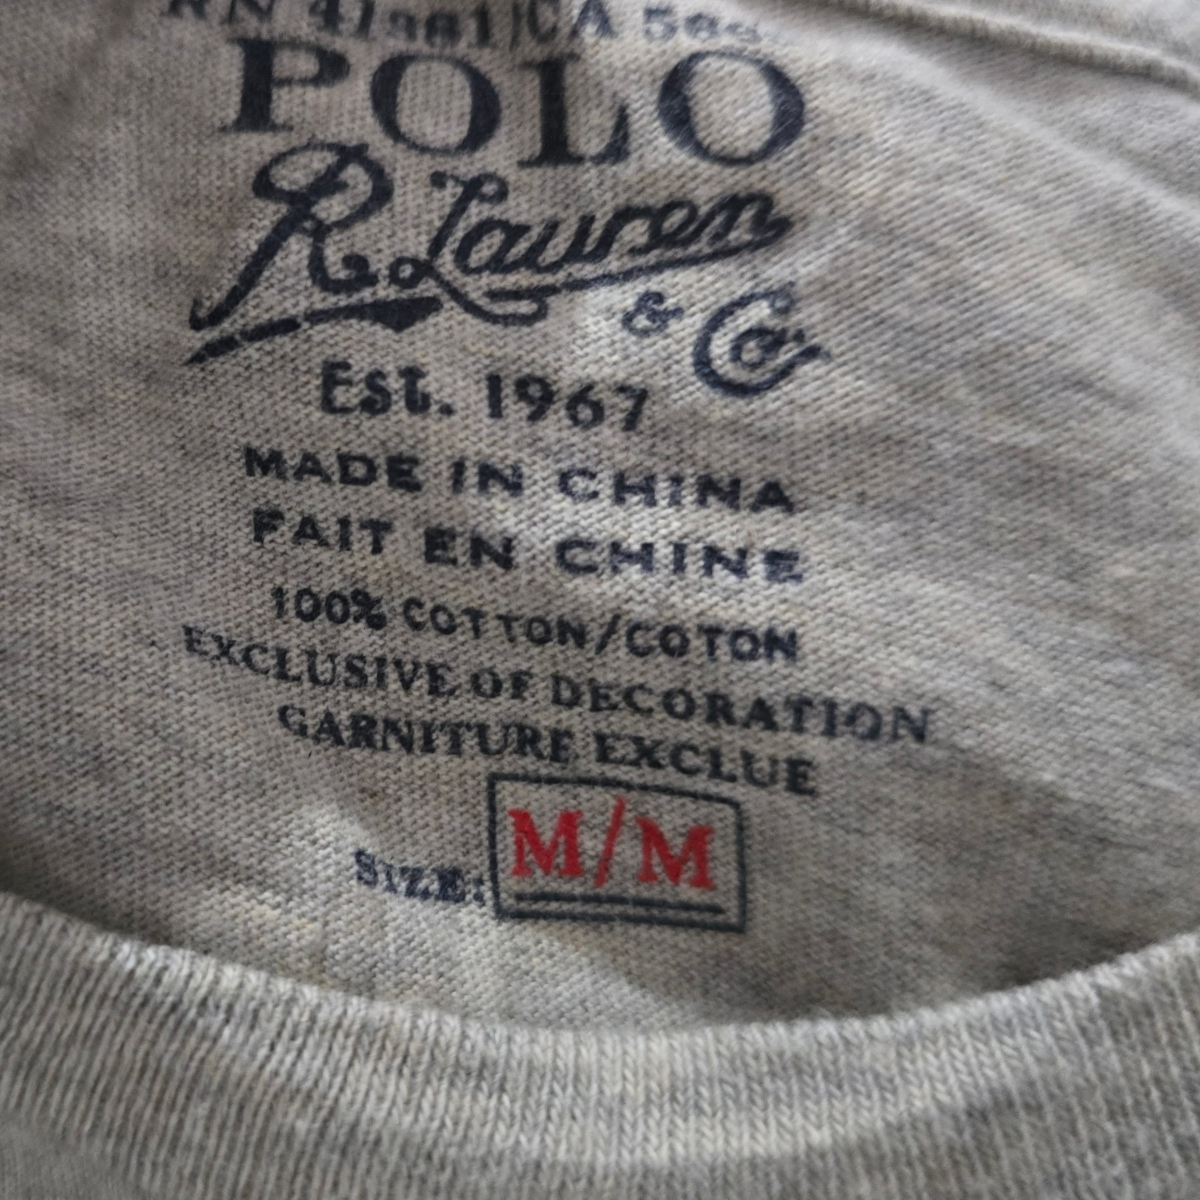 POLO
R Lauren
& Co.
Est. 1967
MADE IN CHINA
FAIT EN CHINE
100% COTTON/COTON
EXCLUSIVE OF DECORATION
GARNITURE EXCLUE
SIZE: M/M